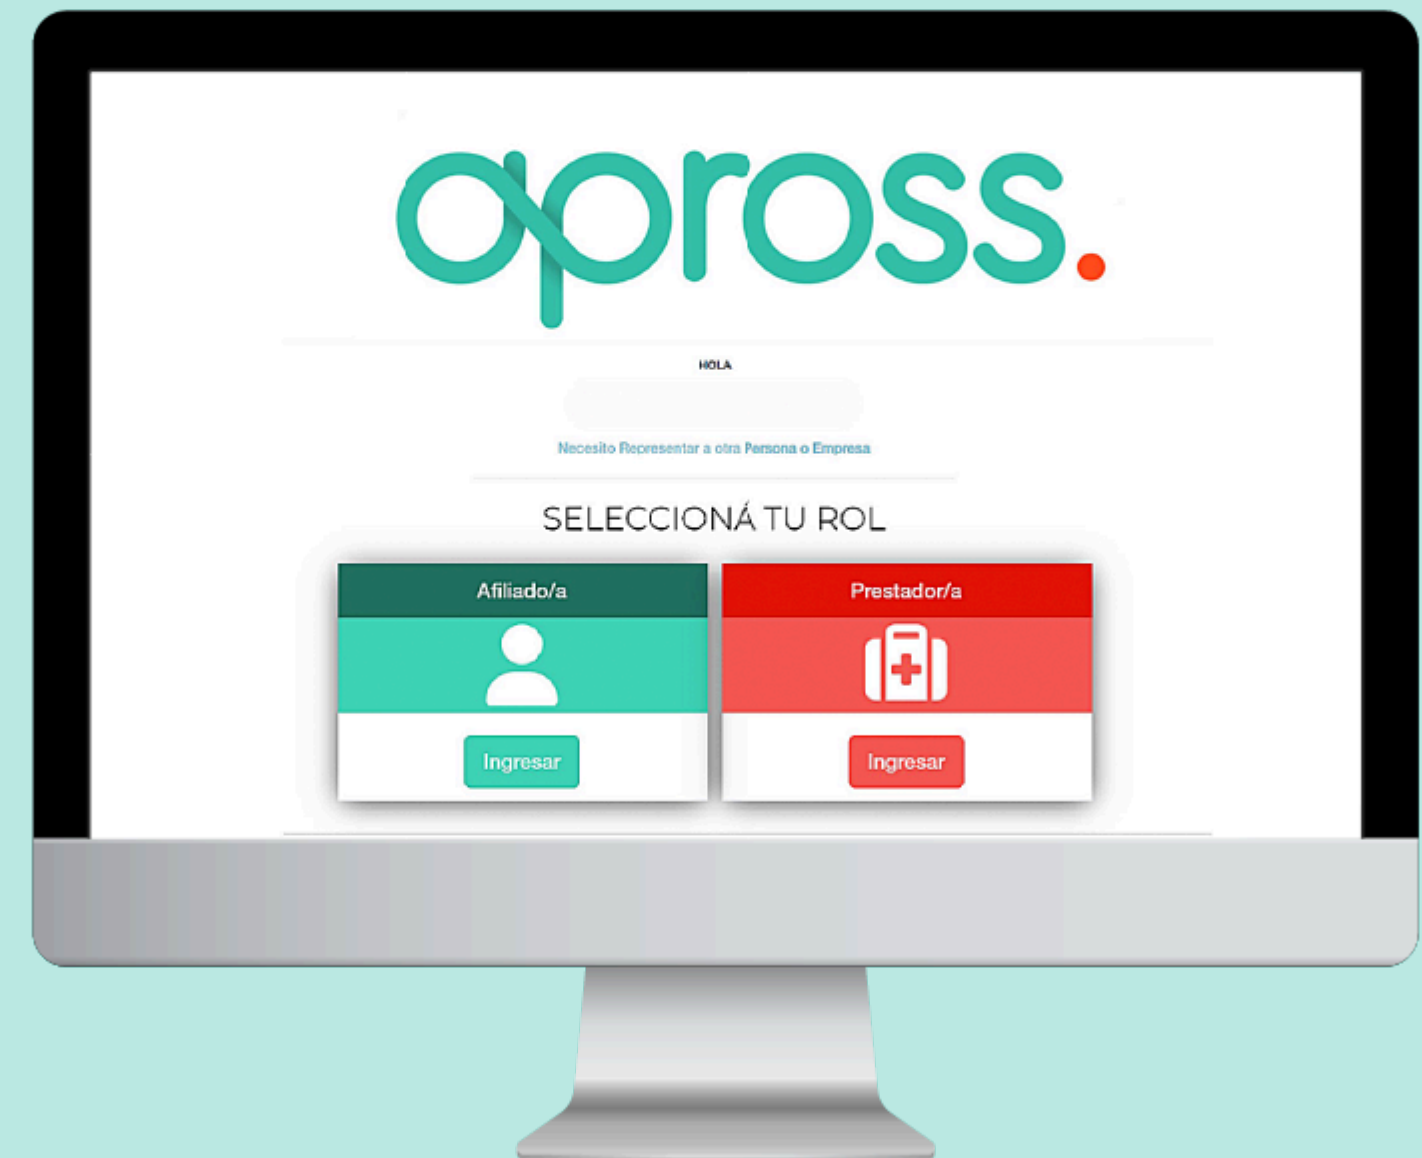 apross.
HOLA
Necesito Representar a otra Persona o Empresa
SELECCIONÁ TU ROL
Afiliado/a
Prestador/a
Ingresar
Ingresar